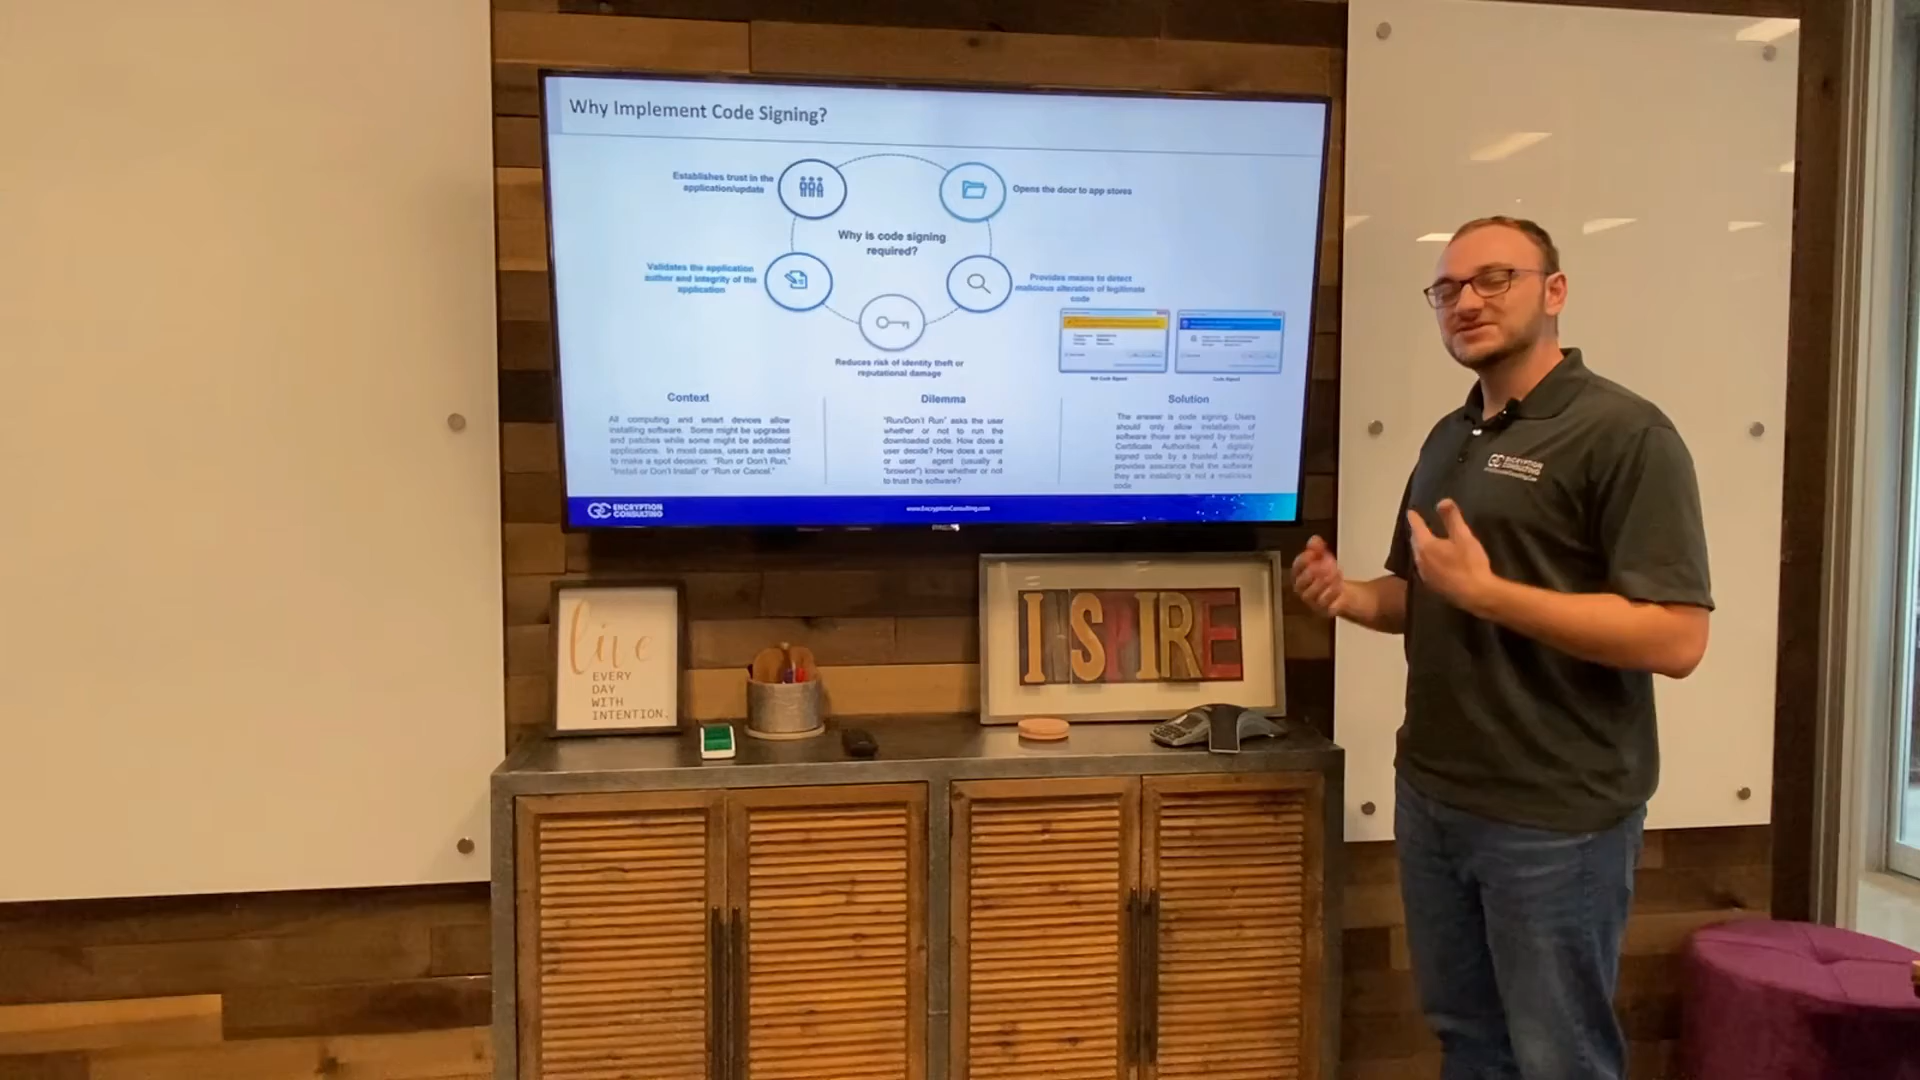 Why Implement Code Signing?
Establishes trust in the
application/update
Opens the door to app stores
Why is code signing
required?
Validates the application
author and integrity of the
application
Provides means to detect
malicious alteration of legitimate
code
Reduces risk of identity theft or
reputational damage
Not Code Signed
Code Signed
Context
All computing and smart devices allow
installing software. Some might be upgrades
and patches while some might be additional
applications. In most cases, users are asked
to make a spot decision: "Run or Don't Run,"
"Install or Don't Install" or "Run or Cancel."
Dilemma
"Run/Don't Run" asks the user
whether or not to run the
downloaded code. How does a
user decide? How does a user
or user agent (usually a
"browser") know whether or not
to trust the software?
Solution
The answer is code signing. Users
should only allow installation of
software those are signed by trusted
Certificate Authorities. A digitally
signed code by a trusted authority
provides assurance that the software
they are installing is not a malicious
code
ENCRYPTION
CONSULTING
www.EncryptionConsulting.com
7
PHILIPS
ENCRYPTION
CONSULTING
live
EVERY
DAY
WITH
INTENTION.
INSPIRE